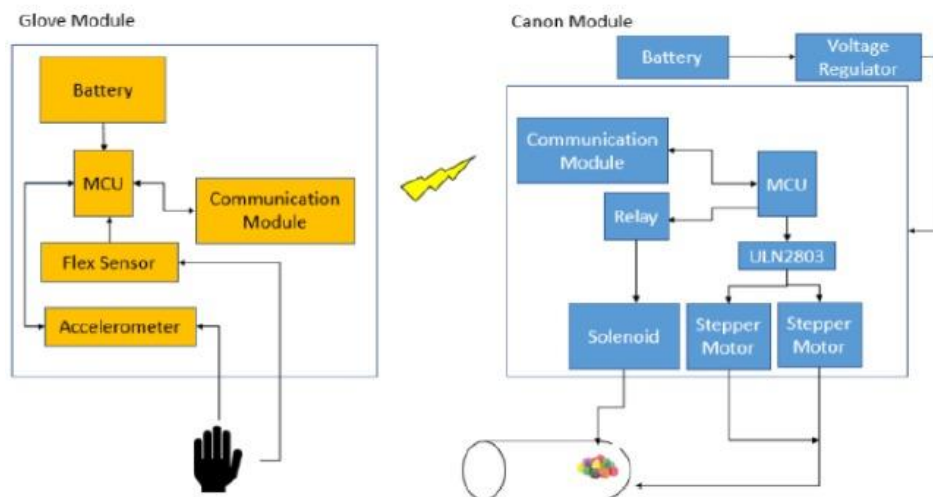 Glove Module
Battery
MCU
Communication
Module
Flex Sensor
Accelerometer
Canon Module
Battery
Voltage
Regulator
Communication
Module
MCU
Relay
ULN2803
Solenoid
Stepper
Motor
Stepper
Motor